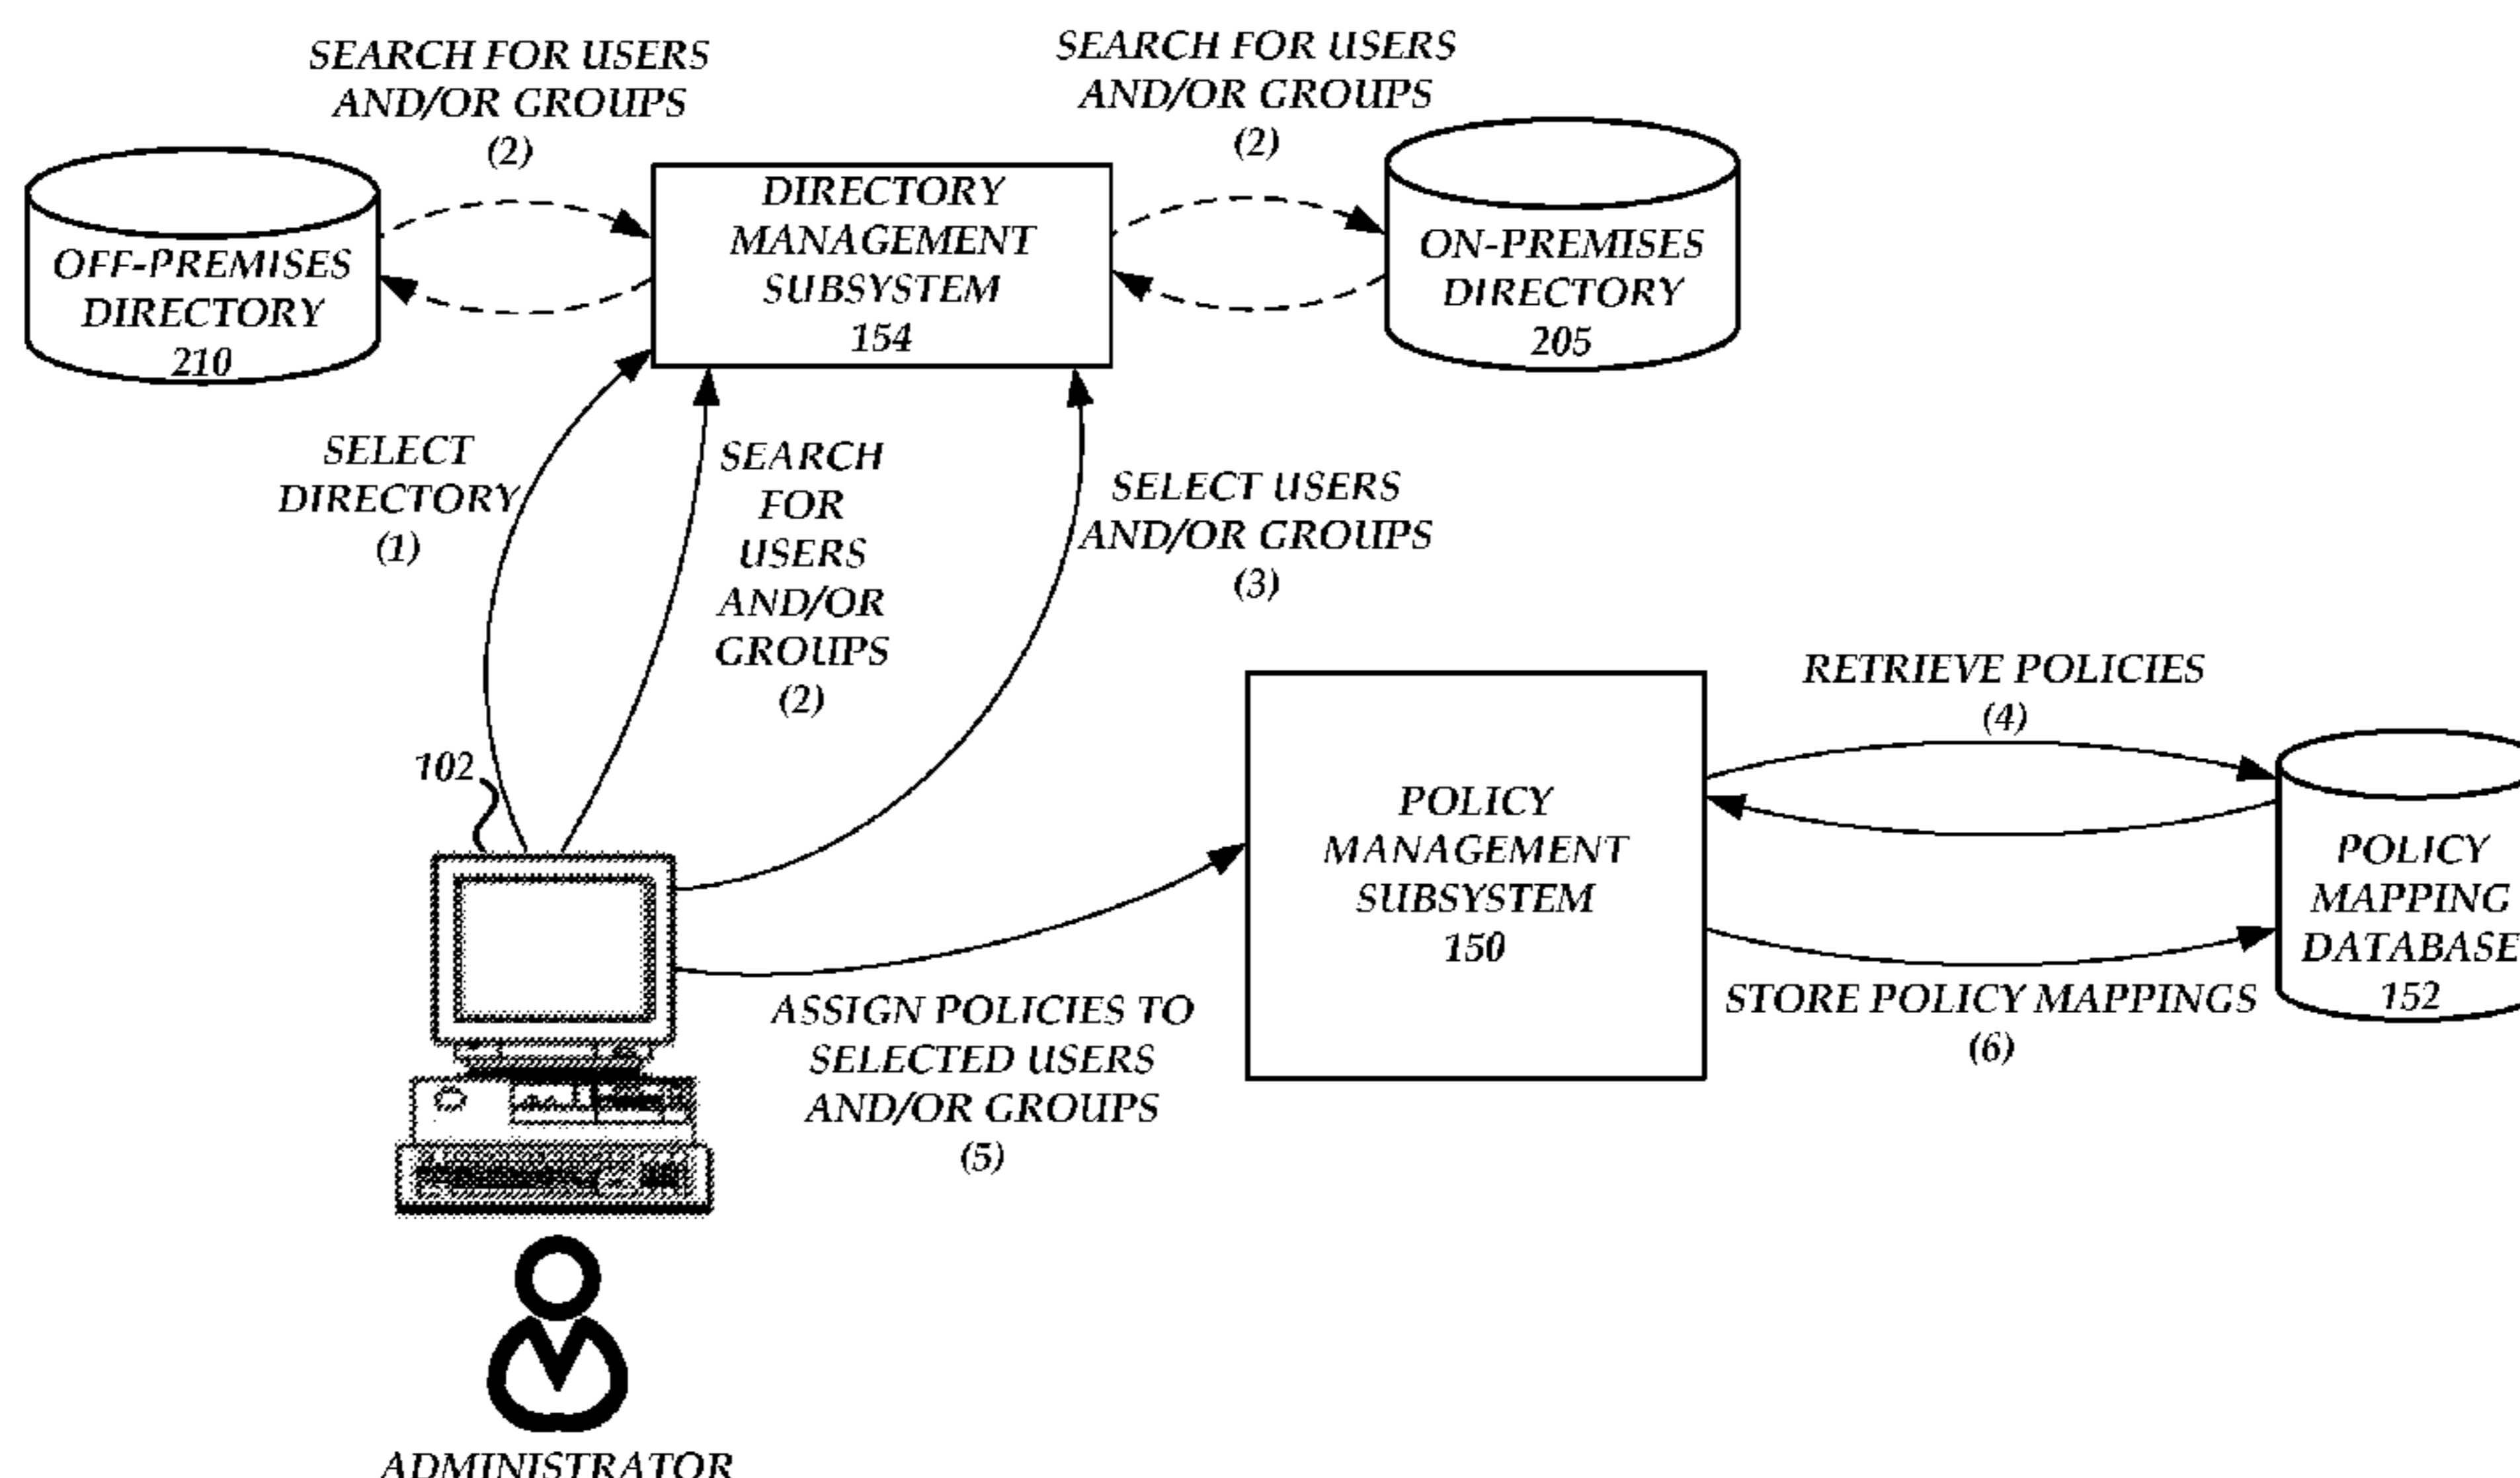 SEARCH FOR USERS
AND/OR GROUPS
(2)
SEARCH FOR USERS
AND/OR GROUPS
(2)
OFF-PREMISES
DIRECTORY
210
DIRECTORY
MANAGEMENT
SUBSYSTEM
154
ON-PREMISES
DIRECTORY
205
SELECT
DIRECTORY
(1)
SEARCH
FOR
USERS
AND/OR
GROUPS
(2)
SELECT USERS
AND/OR GROUPS
(3)
102
POLICY
MANAGEMENT
SUBSYSTEM
150
RETRIEVE POLICIES
(4)
POLICY
MAPPING
DATABASE
152
STORE POLICY MAPPINGS
(6)
ASSIGN POLICIES TO
SELECTED USERS
AND/OR GROUPS
(5)
ADMINISTRATOR